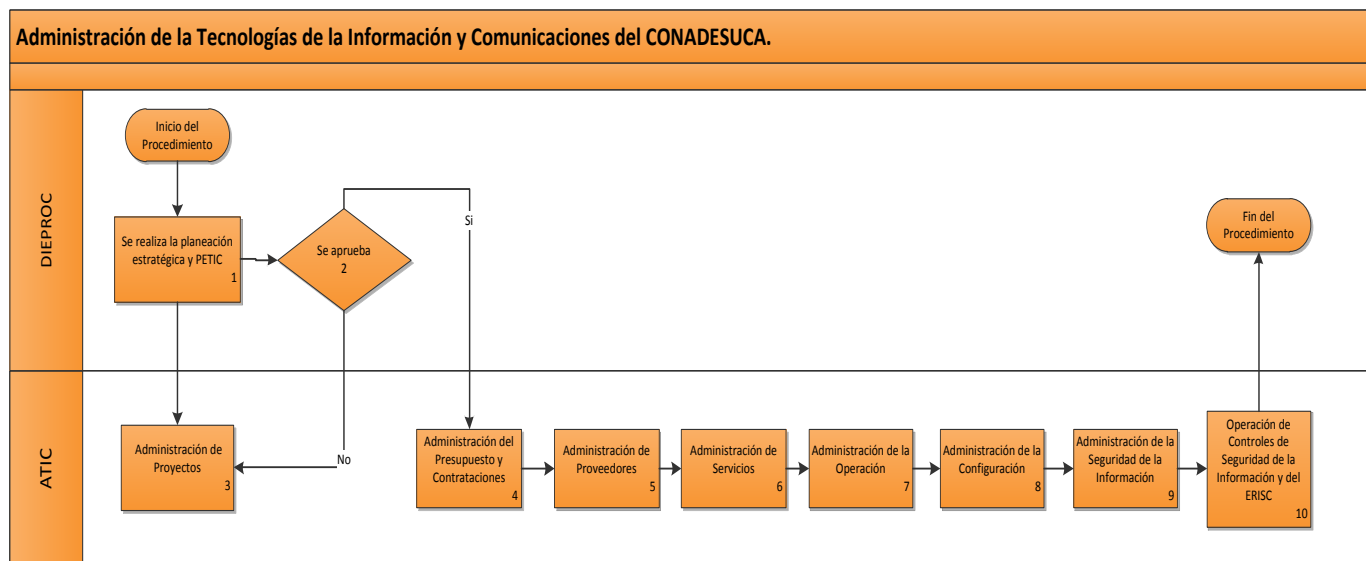 Administración de la Tecnologías de la Información y Comunicaciones del CONADESUCA.
DIEPROC
Inicio del
Procedimiento
Se realiza la planeación
estratégica y PETIC
1
Se aprueba
2
Si
No
Fin del
Procedimiento
ATIC
Administración de
Proyectos
3
Administración del
Presupuesto y
Contrataciones
4
Administración de
Proveedores
5
Administración de
Servicios
6
Administración de
la Operación
7
Administración de
la Configuración
8
Administración de la
Seguridad de la
Información
9
Operación de
Controles de
Seguridad de la
Información y del
ERISC
10